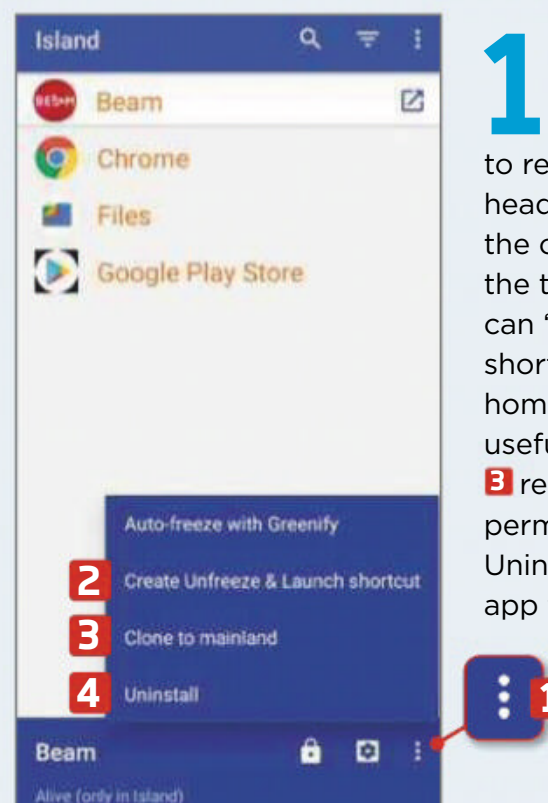 Island
Beam
Chrome
Files
Google Play Store
Auto-freeze with Greenify
2 Create Unfreeze & Launch shortcut
3 Clone to mainland
4 Uninstall
Beam
Alive (only in Island)
1
to re
head
the
the t
can
short
hom
usefu
3 re
perm
Unin
app
1